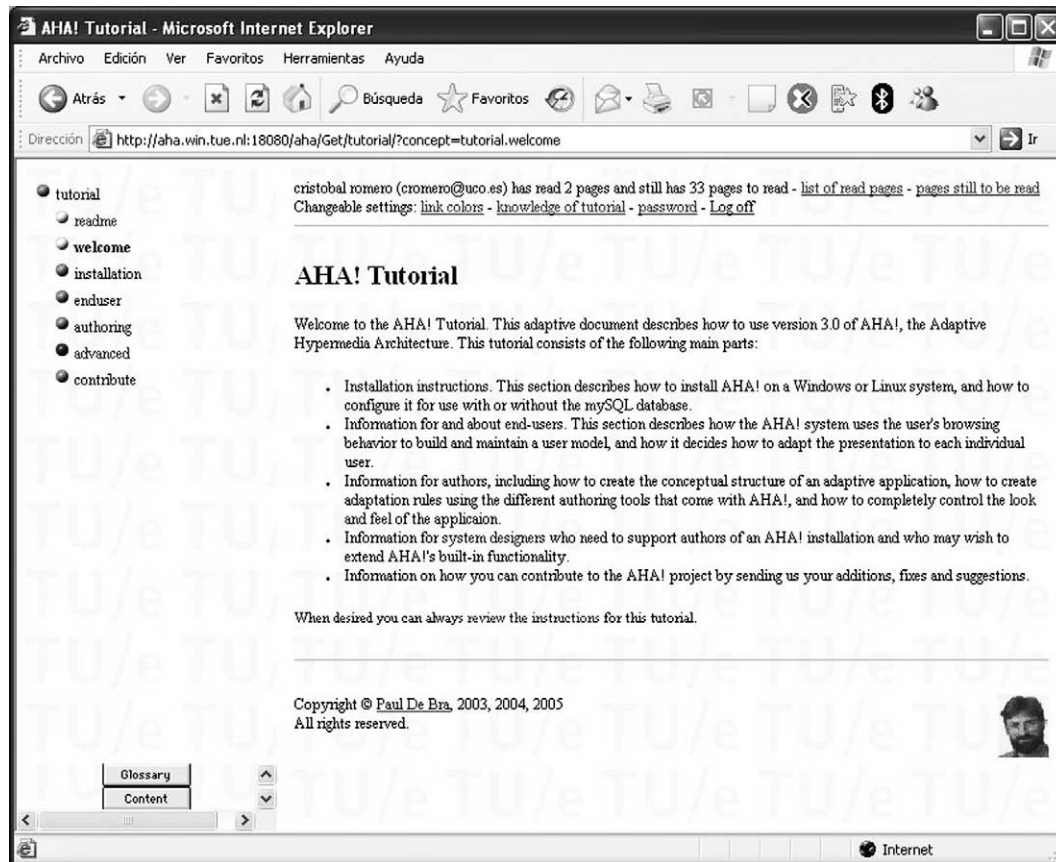 AHA! Tutorial - Microsoft Internet Explorer
Archivo Edición Ver Favoritos Herramientas Ayuda
Atrás Búsqueda Favoritos
Dirección http://aha.win.tue.nl:18080/aha/Get/tutorial/?concept=tutorial.welcome Ir
tutorial
readme
welcome
installation
enduser
authoring
advanced
contribute
Glossary
Content
cristobal romero (cromero@uco.es) has read 2 pages and still has 33 pages to read - list of read pages - pages still to be read
Changeable settings: link colors - knowledge of tutorial - password - Log off
AHA! Tutorial
Welcome to the AHA! Tutorial. This adaptive document describes how to use version 3.0 of AHA!, the Adaptive
Hypermedia Architecture. This tutorial consists of the following main parts:
• Installation instructions. This section describes how to install AHA! on a Windows or Linux system, and how to
configure it for use with or without the mySQL database.
• Information for and about end-users. This section describes how the AHA! system uses the user's browsing
behavior to build and maintain a user model, and how it decides how to adapt the presentation to each individual
user.
• Information for authors, including how to create the conceptual structure of an adaptive application, how to create
adaptation rules using the different authoring tools that come with AHA!, and how to completely control the look
and feel of the applicaion.
• Information for system designers who need to support authors of an AHA! installation and who may wish to
extend AHA!'s built-in functionality.
• Information on how you can contribute to the AHA! project by sending us your additions, fixes and suggestions.
When desired you can always review the instructions for this tutorial.
Copyright © Paul De Bra, 2003, 2004, 2005
All rights reserved.
Internet